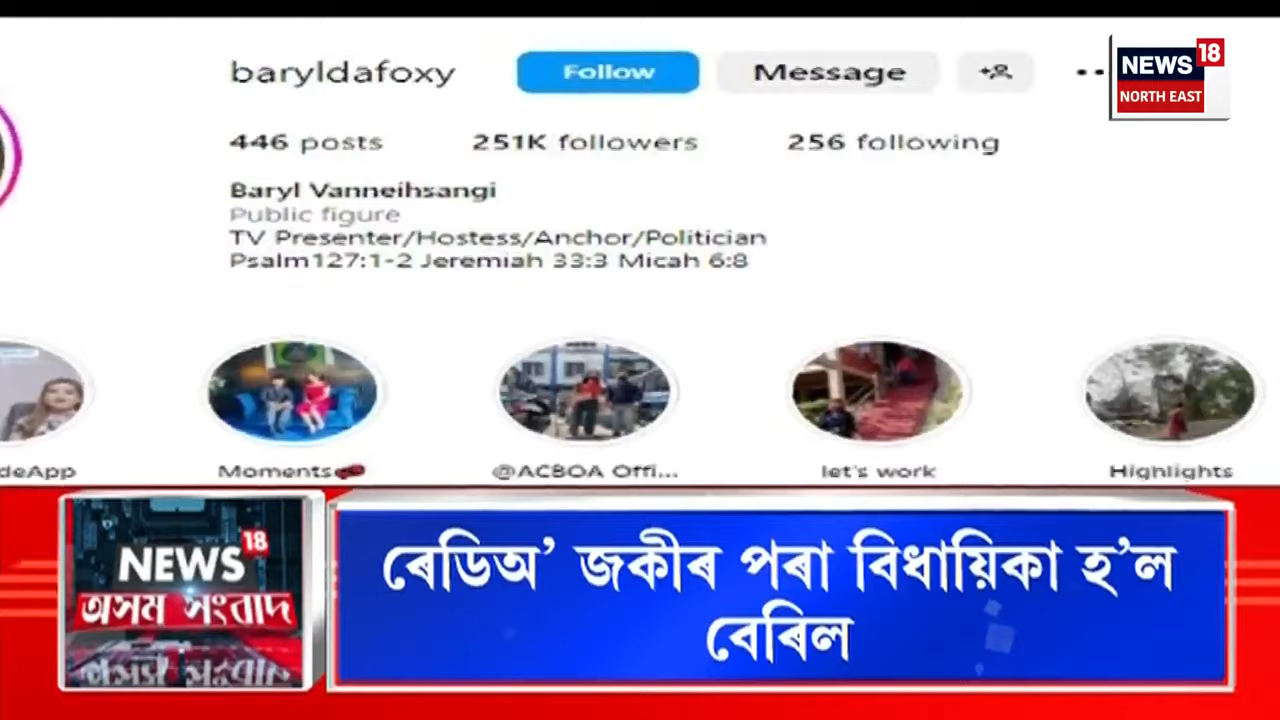 baryldafoxy Follow Message
NEWS 18
NORTH EAST
446 posts 251K followers 256 following
Baryl Vanneihsangi
Public figure
TV Presenter/Hostess/Anchor/Politician
Psalm127:1-2 Jeremiah 33:3 Micah 6:8
deApp Moments @ACBOA Offi... let's work Highlights
NEWS 18
অসম সংবাদ
ৰেডিঅ’ জকীৰ পৰা বিধায়িকা হ’ল
বেৰিল